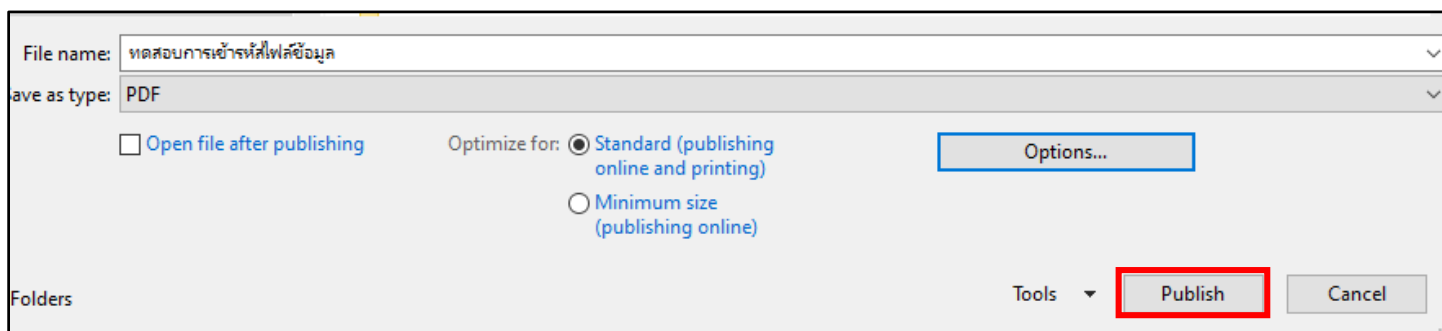 File name: ทดสอบการเข้ารหัสไฟล์ข้อมูล
ave as type: PDF
Open file after publishing
Optimize for: Standard (publishing
online and printing)
Minimum size
(publishing online)
Options...
Folders
Tools
Publish
Cancel